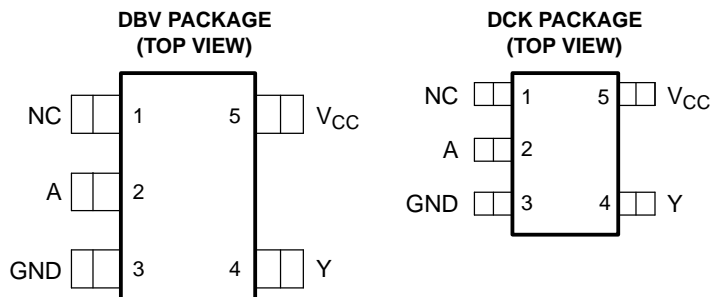 DBV PACKAGE
(TOP VIEW)
NC 1 5 VCC
A 2
GND 3 4 Y
DCK PACKAGE
(TOP VIEW)
NC 1 5 VCC
A 2
GND 3 4 Y